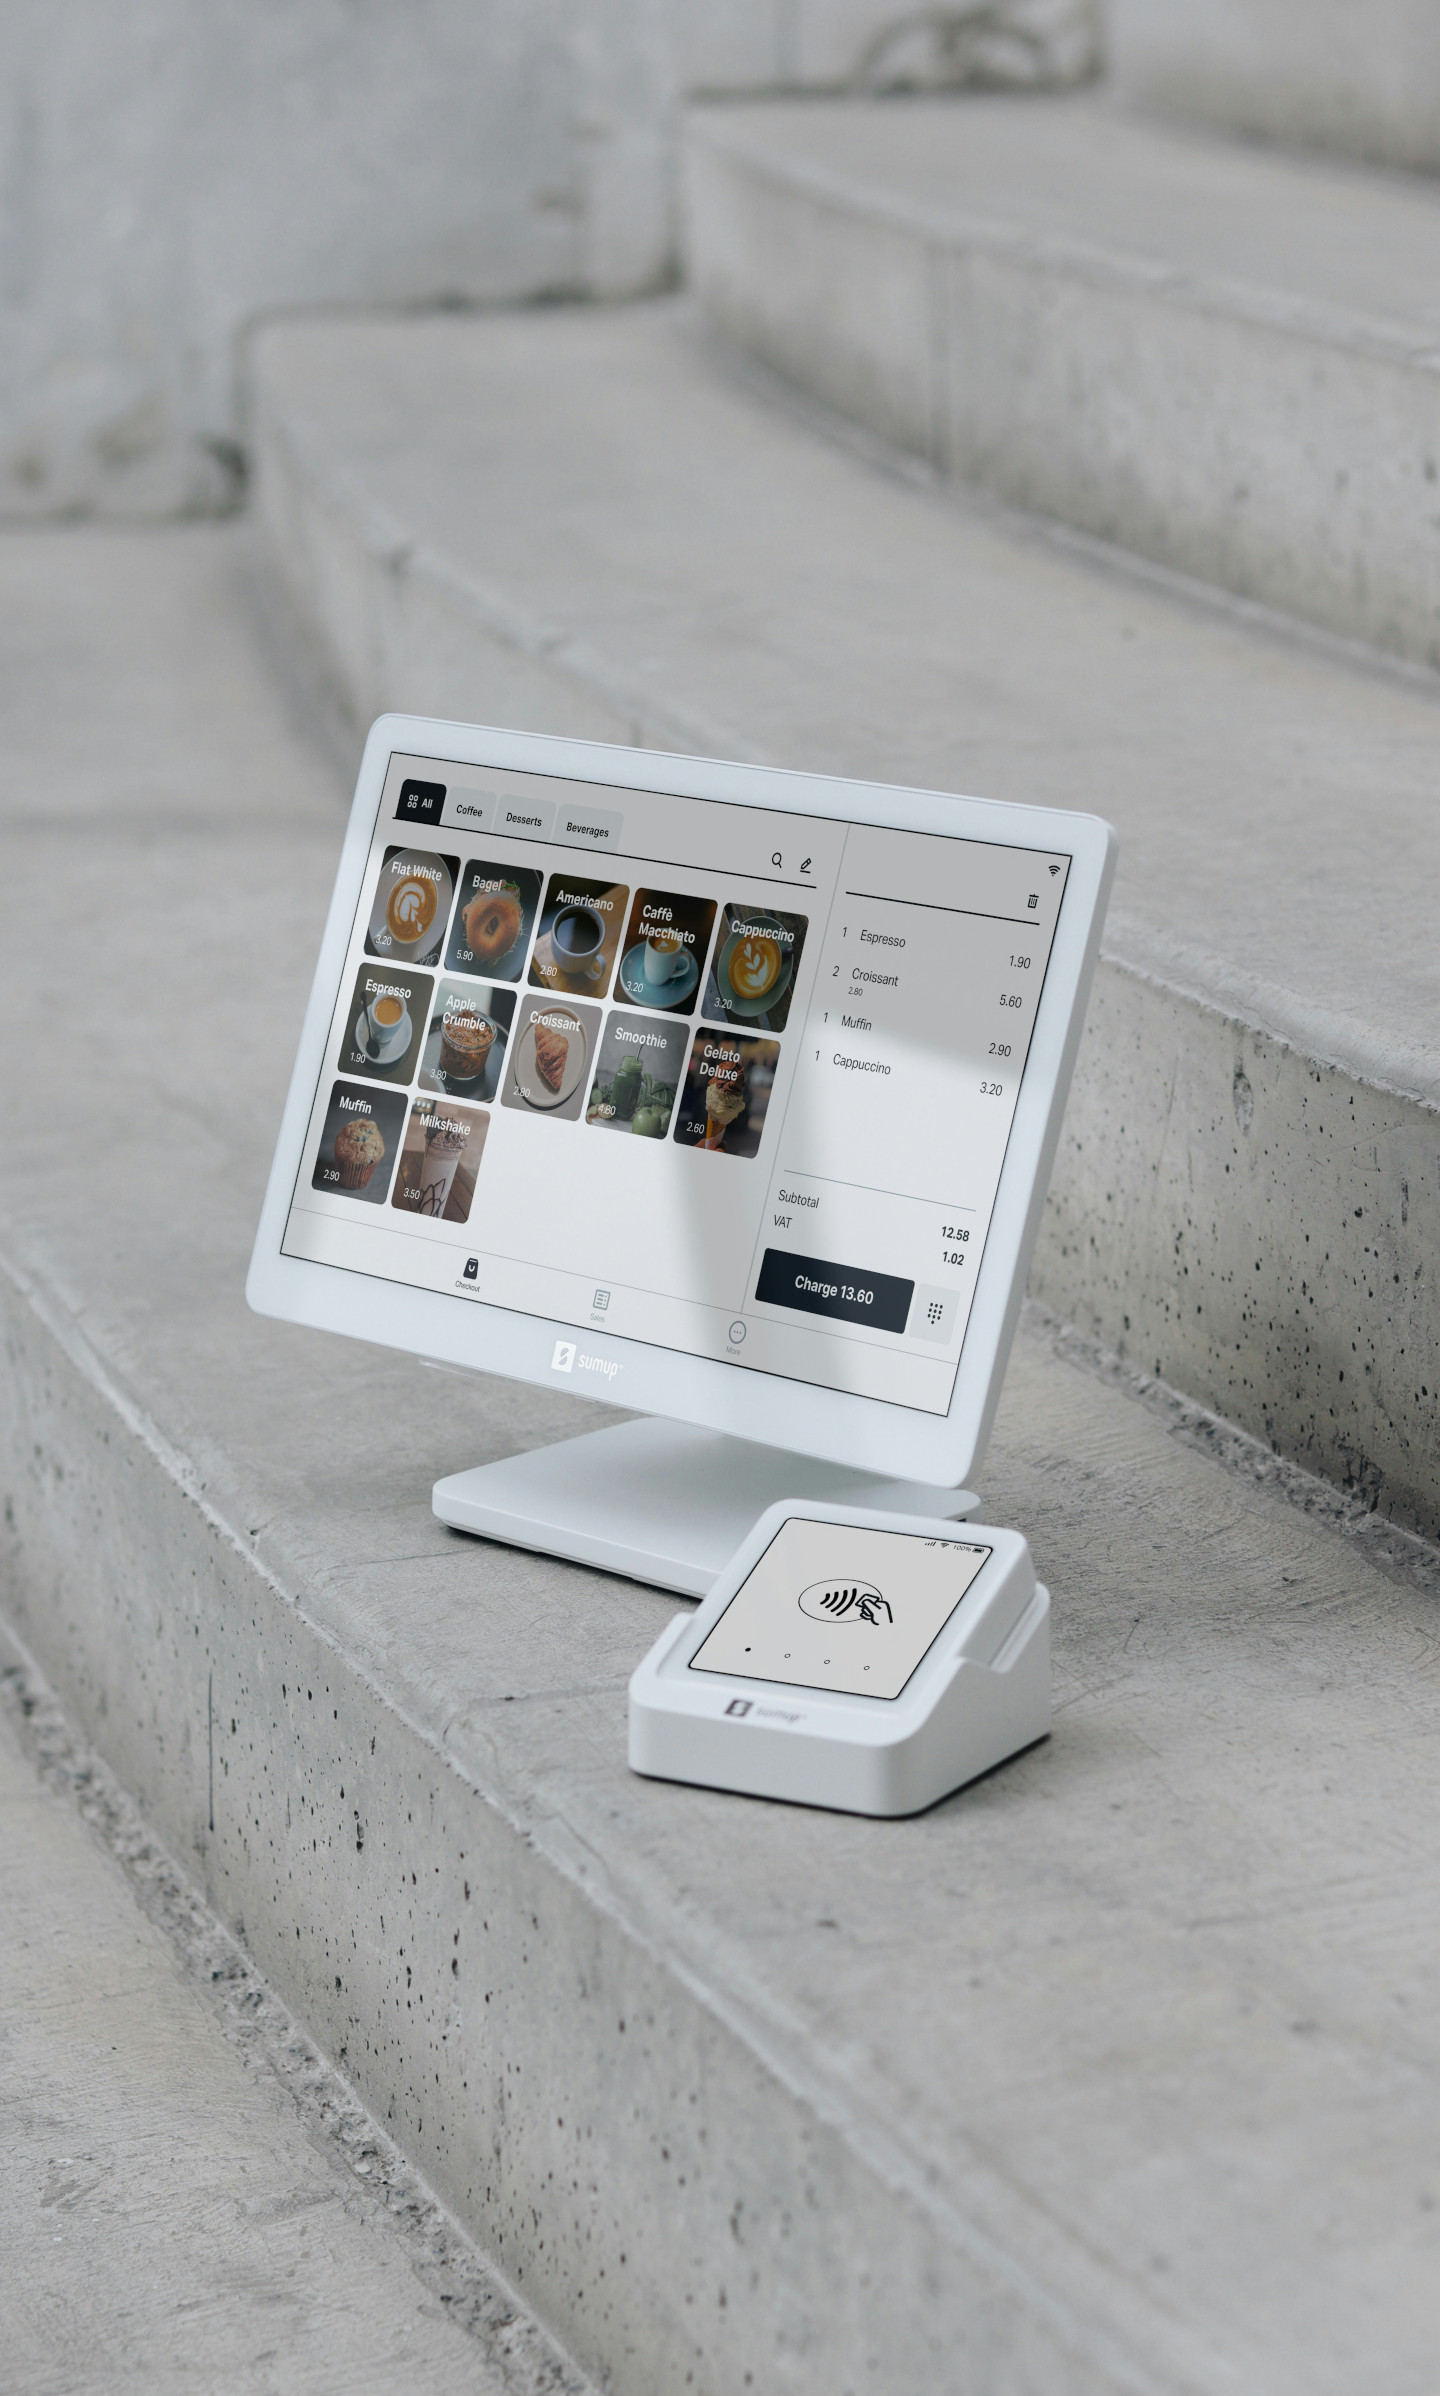 All
Coffee
Desserts
Beverages
Flat White
3.20
Bagel
5.90
Americano
2.80
Caffè
Macchiato
3.20
Cappuccino
3.20
Espresso
1.90
Apple
Crumble
3.80
Croissant
2.80
Smoothie
4.80
Gelato
Deluxe
2.60
Muffin
2.90
Milkshake
3.50
1 Espresso 1.90
2 Croissant 5.60
2.80
1 Muffin 2.90
1 Cappuccino 3.20
Subtotal 12.58
VAT 1.02
Charge 13.60
Checkout
Sales
More
sumup®
100%
sumup®